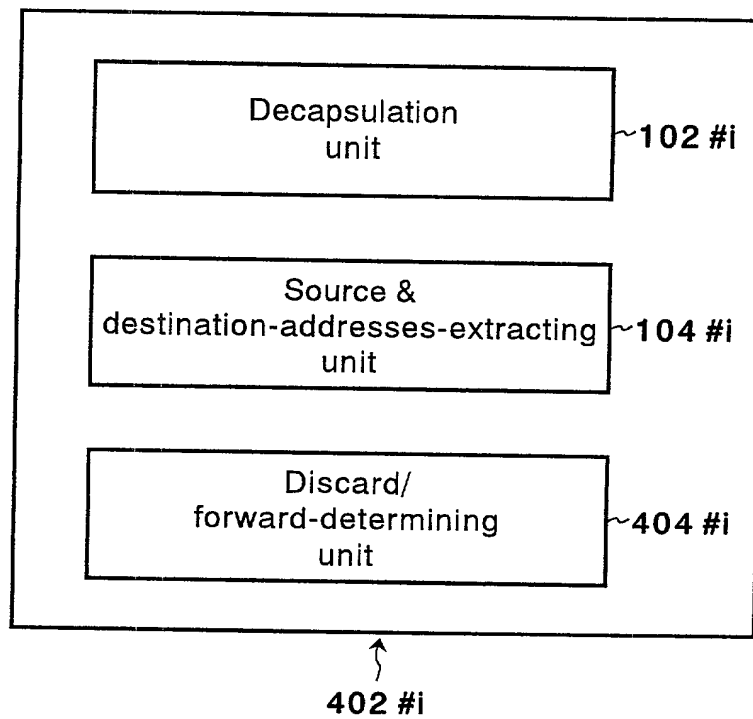 Decapsulation
unit
102 #i
Source &
destination-addresses-extracting
unit
104 #i
Discard/
forward-determining
unit
404 #i
402 #i